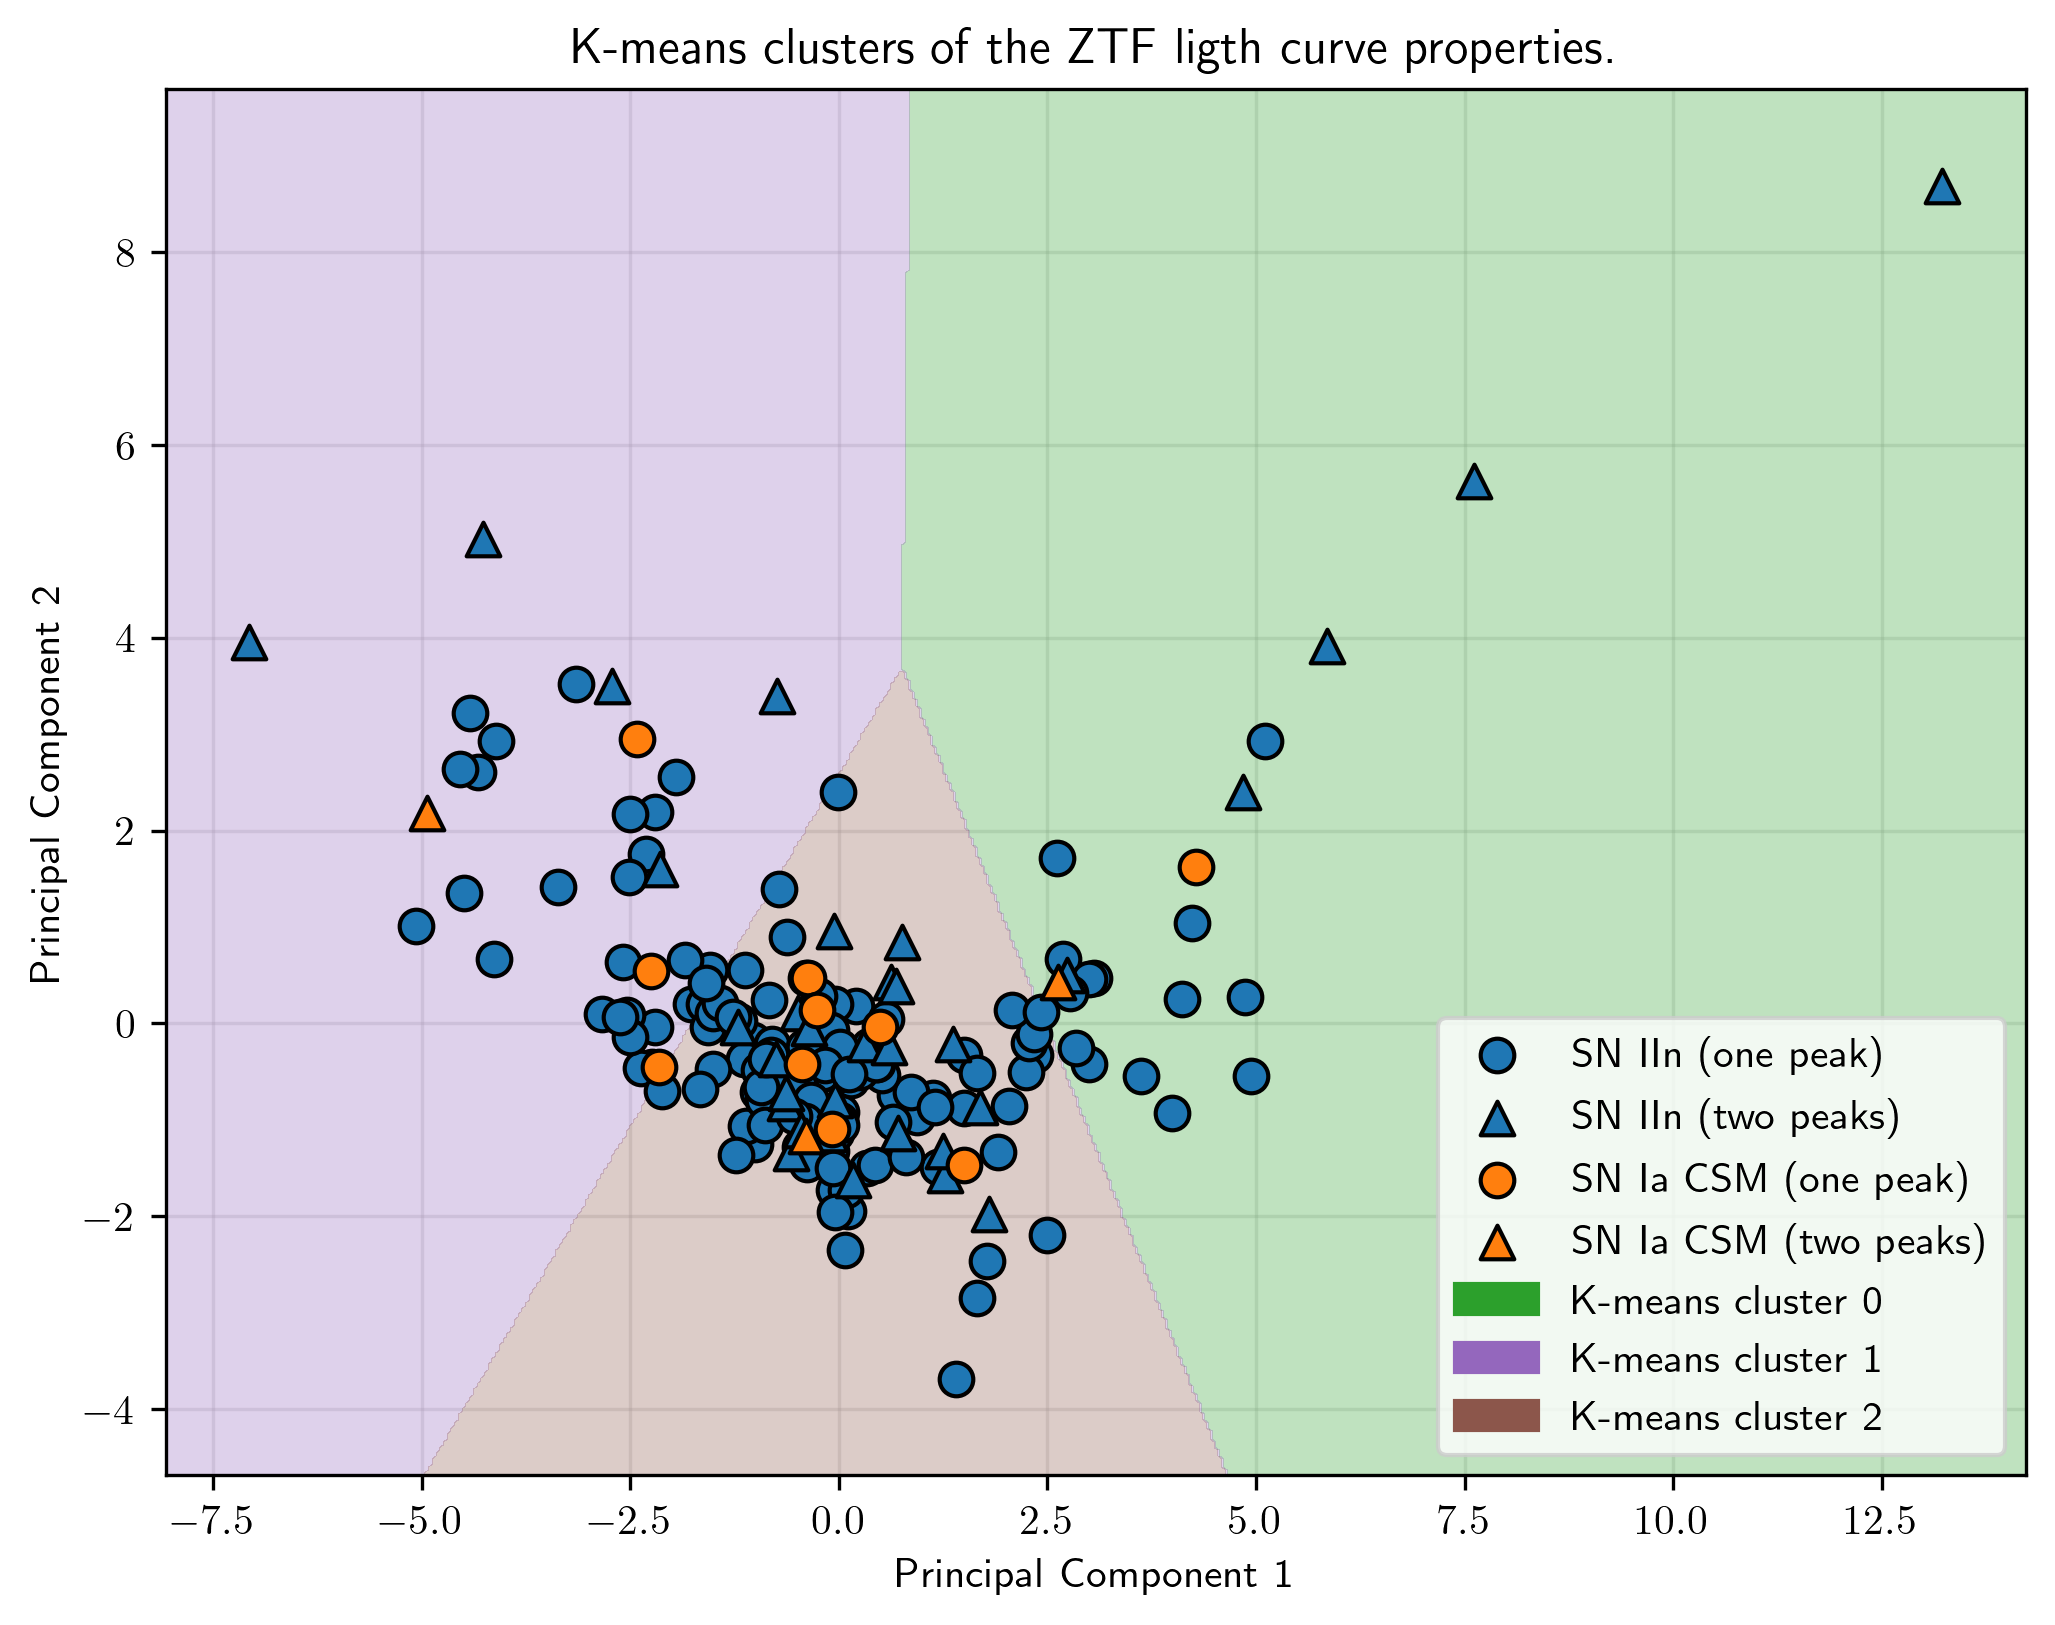 K-means clusters of the ZTF ligth curve properties.
Principal Component 2
8
6
4
2
0
−2
−4
SN IIn (one peak)
SN IIn (two peaks)
SN Ia CSM (one peak)
SN Ia CSM (two peaks)
K-means cluster 0
K-means cluster 1
K-means cluster 2
−7.5 −5.0 −2.5 0.0 2.5 5.0 7.5 10.0 12.5
Principal Component 1